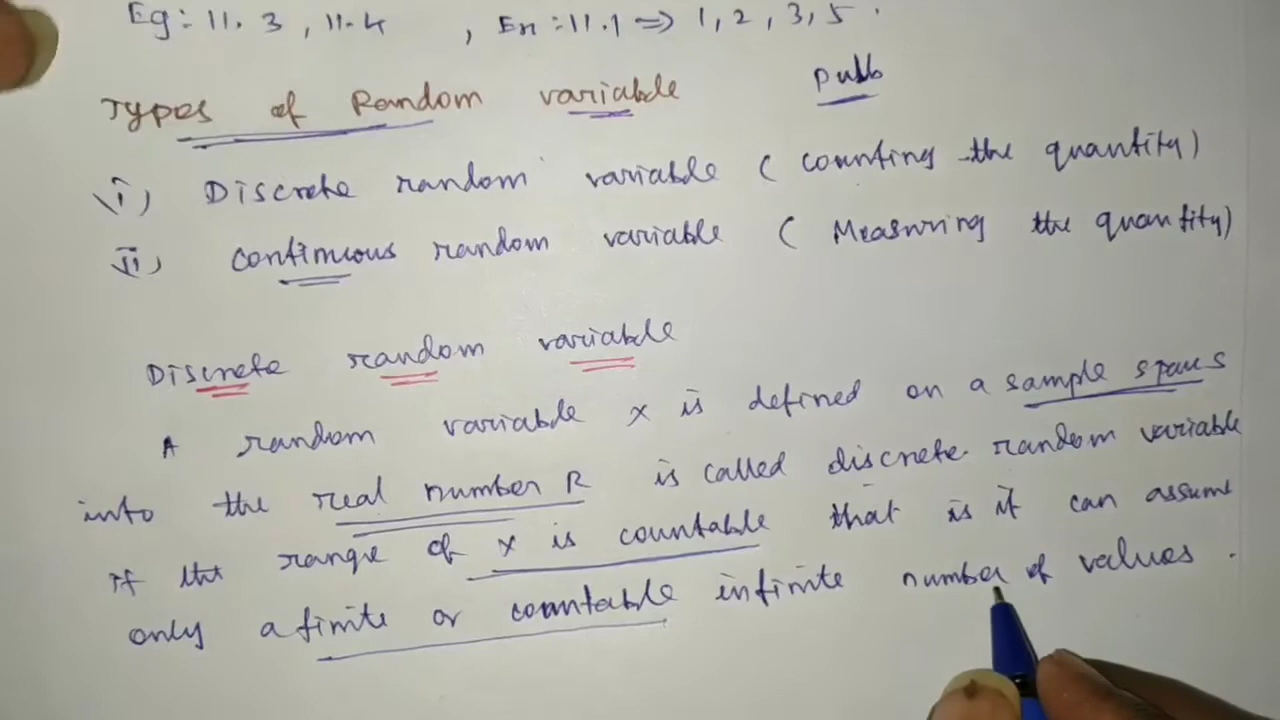 Eg: 11.3, 11.4, En: 11.1 ⇒ 1, 2, 3, 5.
Types of Random variable
i) Discrete random variable ( counting the quantity)
ii) continuous random variable ( Measuring the quantity)
Discrete random variable
A random variable x is defined on a sample
into the real number R is called discrete random variable
if the range of x is countable that is it can assume
only a finite or countable infinite number of values.